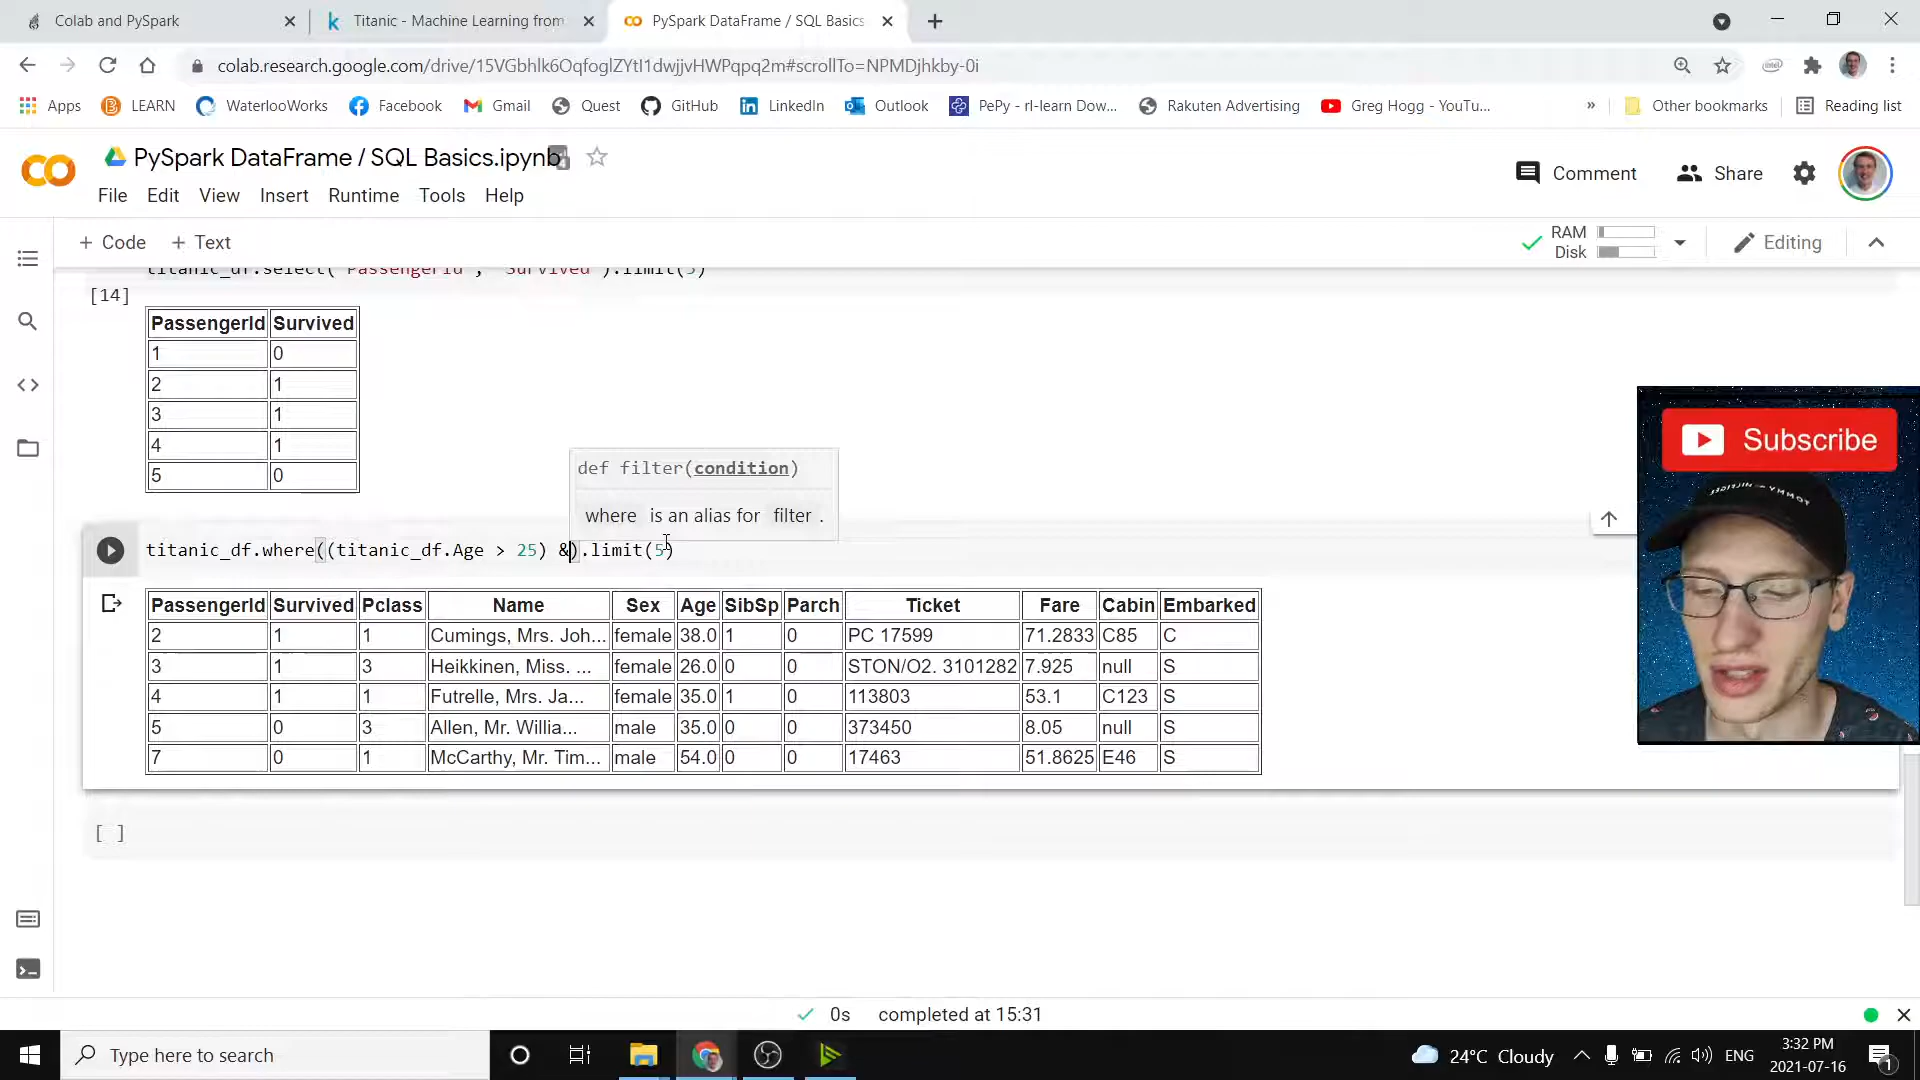 Colab and PySpark
Titanic - Machine Learning from
PySpark DataFrame / SQL Basics
colab.research.google.com/drive/15VGbhlk6OqfoglZYtI1dwjjvHWPqpq2m#scrollTo=NPMDjhkby-0i
Apps LEARN WaterlooWorks Facebook Gmail Quest GitHub LinkedIn Outlook PePy - rl-learn Dow... Rakuten Advertising Greg Hogg - YouTu... » Other bookmarks Reading list
PySpark DataFrame / SQL Basics.ipynb
Comment Share
File Edit View Insert Runtime Tools Help
+ Code + Text
RAM
Disk
Editing
titanic_df.select('PassengerId', 'Survived').limit(5)
[14]
PassengerId Survived
1 0
2 1
3 1
4 1
5 0
def filter(condition)
where is an alias for filter .
titanic_df.where((titanic_df.Age > 25) &).limit(5)
PassengerId Survived Pclass Name Sex Age SibSp Parch Ticket Fare Cabin Embarked
2 1 1 Cumings, Mrs. Joh... female 38.0 1 0 PC 17599 71.2833 C85 C
3 1 3 Heikkinen, Miss. ... female 26.0 0 0 STON/O2. 3101282 7.925 null S
4 1 1 Futrelle, Mrs. Ja... female 35.0 1 0 113803 53.1 C123 S
5 0 3 Allen, Mr. Willia... male 35.0 0 0 373450 8.05 null S
7 0 1 McCarthy, Mr. Tim... male 54.0 0 0 17463 51.8625 E46 S
[ ]
Subscribe
0s completed at 15:31
Type here to search
24°C Cloudy
ENG
3:32 PM
2021-07-16
1